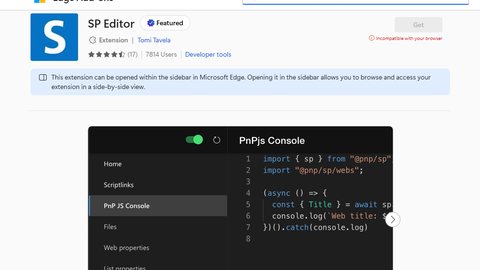 SP Editor
Featured
Get
Extension | Tomi Tavela
Incompatible with your browser
(17) | 7814 Users | Developer tools
This extension can be opened within the sidebar in Microsoft Edge. Opening it in the sidebar allows you to browse and access your
extension in a side-by-side view.
S
Home
Scriptlinks
PnP JS Console
Files
Web properties
List properties
PnPjs Console
1 import { sp } from "@pnp/sp"
2 import "@pnp/sp/webs";
3
4 (async () => {
5 const { Title } = await sp
6 console.log(`Web title: $
7 })().catch(console.log)
8